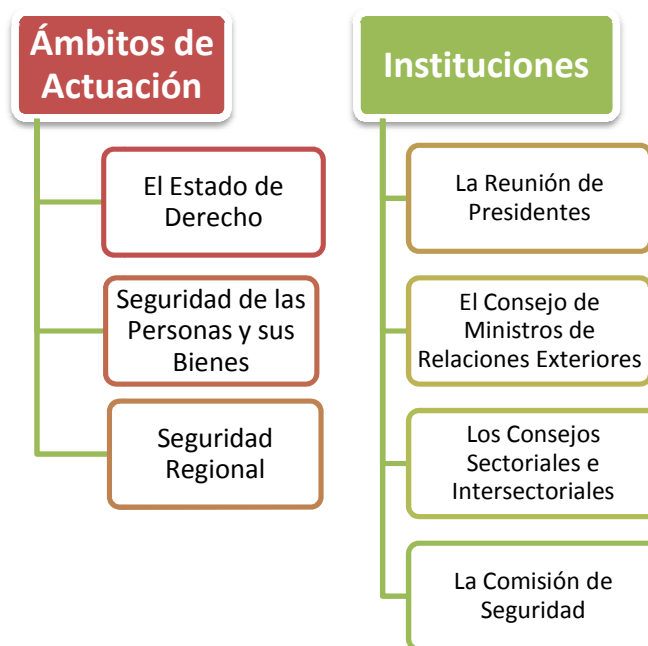 Ámbitos de
Actuación
El Estado de
Derecho
Seguridad de las
Personas y sus
Bienes
Seguridad
Regional
Instituciones
La Reunión de
Presidentes
El Consejo de
Ministros de
Relaciones Exteriores
Los Consejos
Sectoriales e
Intersectoriales
La Comisión de
Seguridad